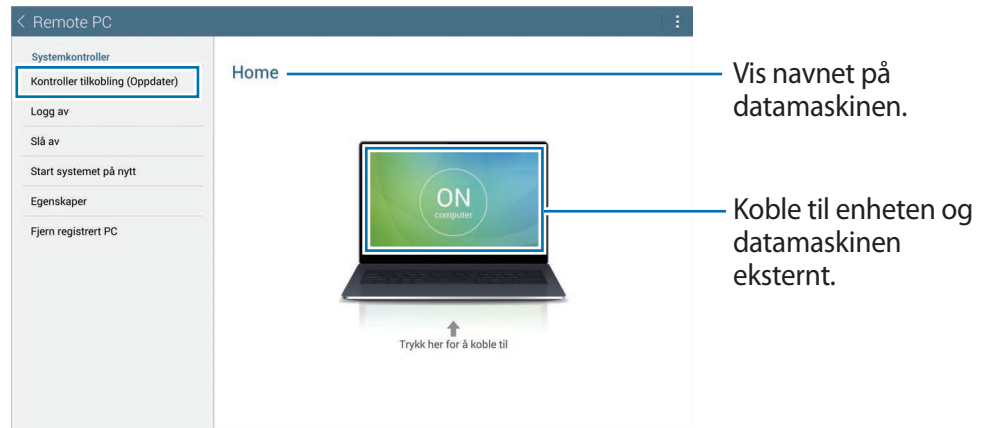 Remote PC
Systemkontroller
Kontroller tilkobling (Oppdater)
Logg av
Slå av
Start systemet på nytt
Egenskaper
Fjern registrert PC
Home
ON
computer
Trykk her for å koble til
Vis navnet på
datamaskinen.
Koble til enheten og
datamaskinen
eksternt.